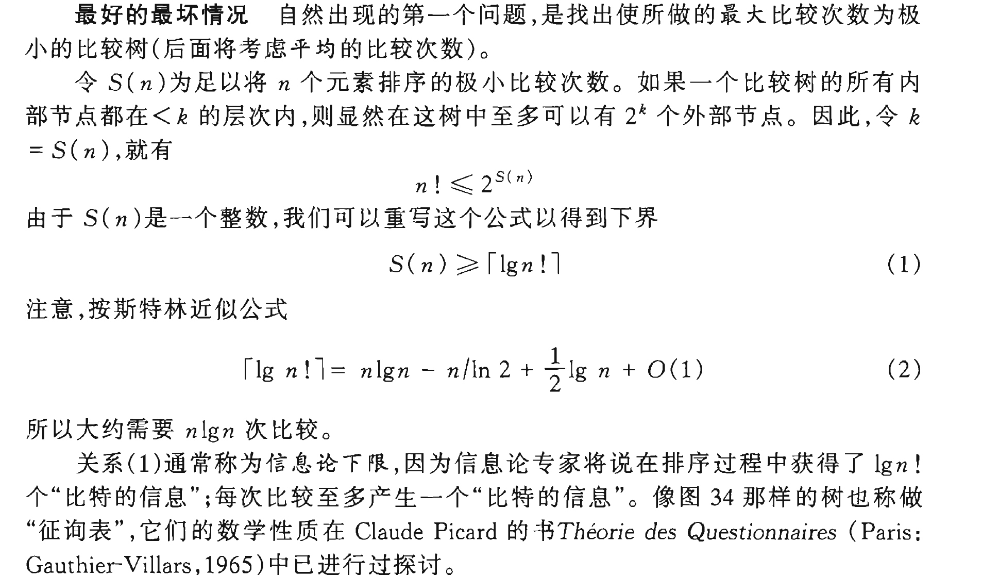 最好的最坏情况 自然出现的第一个问题,是找出使所做的最大比较次数为极
小的比较树(后面将考虑平均的比较次数)。
令 S(n)为足以将 n 个元素排序的极小比较次数。如果一个比较树的所有内
部节点都在<k 的层次内,则显然在这树中至多可以有 2^k 个外部节点。因此,令 k
= S(n),就有
n! ⩽ 2^{S(n)}
由于 S(n)是一个整数,我们可以重写这个公式以得到下界
S(n) ⩾ ⌈lg n!⌉ (1)
注意,按斯特林近似公式
⌈lg n!⌉ = nlgn − n/ln 2 + \frac{1}{2}lg n + O(1) (2)
所以大约需要 nlgn 次比较。
关系(1)通常称为信息论下限,因为信息论专家将说在排序过程中获得了 lgn!
个“比特的信息”;每次比较至多产生一个“比特的信息”。像图 34 那样的树也称做
“征询表”,它们的数学性质在 Claude Picard 的书Théorie des Questionnaires (Paris:
Gauthier-Villars,1965)中已进行过探讨。